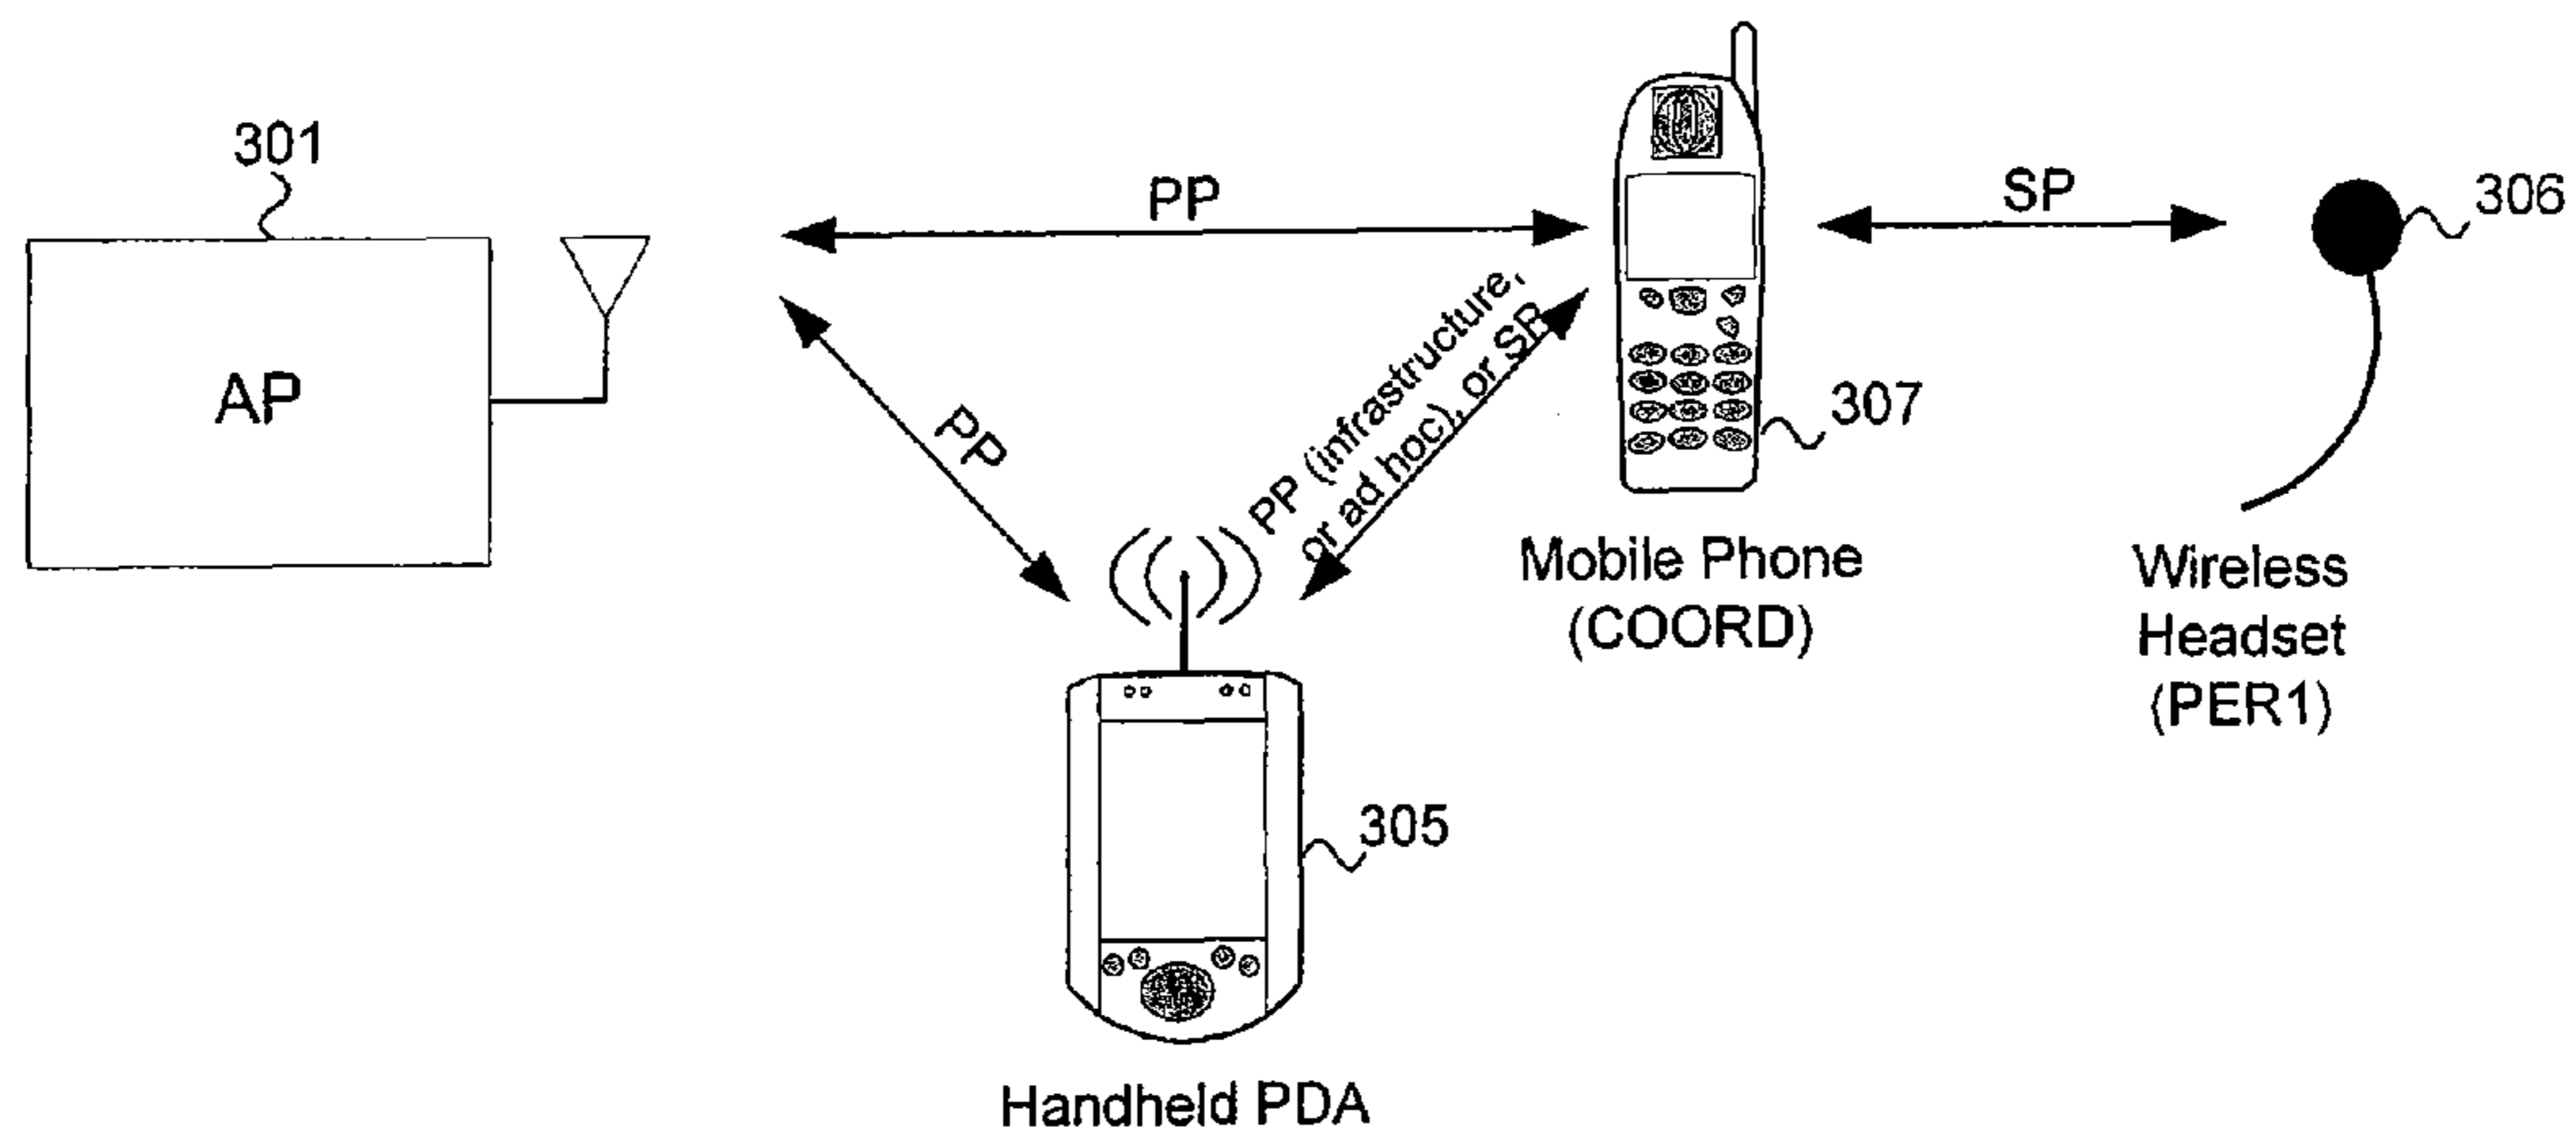 301
AP
PP
PP
PP (infrastructure,
or ad hoc), or SP
SP
306
307
Mobile Phone
(COORD)
Wireless
Headset
(PER1)
305
Handheld PDA